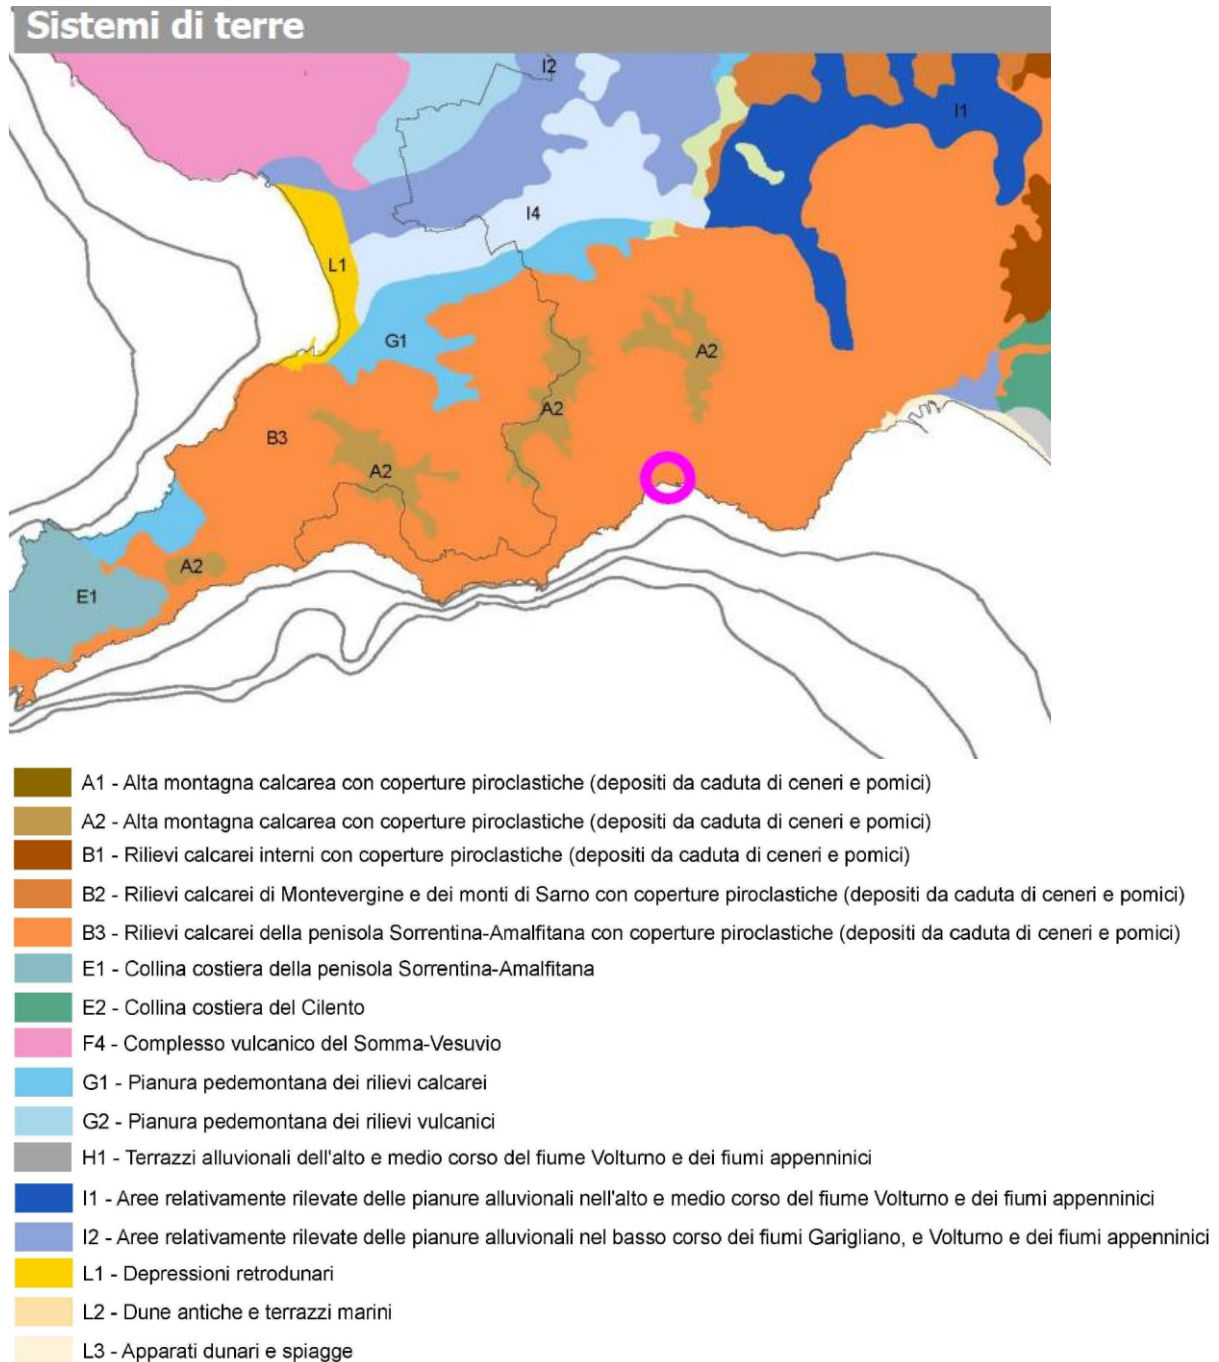 Sistemi di terre
I2
I1
I4
L1
G1
A2
A2
B3
A2
A2
E1
A1 - Alta montagna calcarea con coperture piroclastiche (depositi da caduta di ceneri e pomici)
A2 - Alta montagna calcarea con coperture piroclastiche (depositi da caduta di ceneri e pomici)
B1 - Rilievi calcarei interni con coperture piroclastiche (depositi da caduta di ceneri e pomici)
B2 - Rilievi calcarei di Montevergine e dei monti di Sarno con coperture piroclastiche (depositi da caduta di ceneri e pomici)
B3 - Rilievi calcarei della penisola Sorrentina-Amalfitana con coperture piroclastiche (depositi da caduta di ceneri e pomici)
E1 - Collina costiera della penisola Sorrentina-Amalfitana
E2 - Collina costiera del Cilento
F4 - Complesso vulcanico del Somma-Vesuvio
G1 - Pianura pedemontana dei rilievi calcarei
G2 - Pianura pedemontana dei rilievi vulcanici
H1 - Terrazzi alluvionali dell'alto e medio corso del fiume Volturno e dei fiumi appenninici
I1 - Aree relativamente rilevate delle pianure alluvionali nell'alto e medio corso del fiume Volturno e dei fiumi appenninici
I2 - Aree relativamente rilevate delle pianure alluvionali nel basso corso dei fiumi Garigliano, e Volturno e dei fiumi appenninici
L1 - Depressioni retrodunari
L2 - Dune antiche e terrazzi marini
L3 - Apparati dunari e spiagge